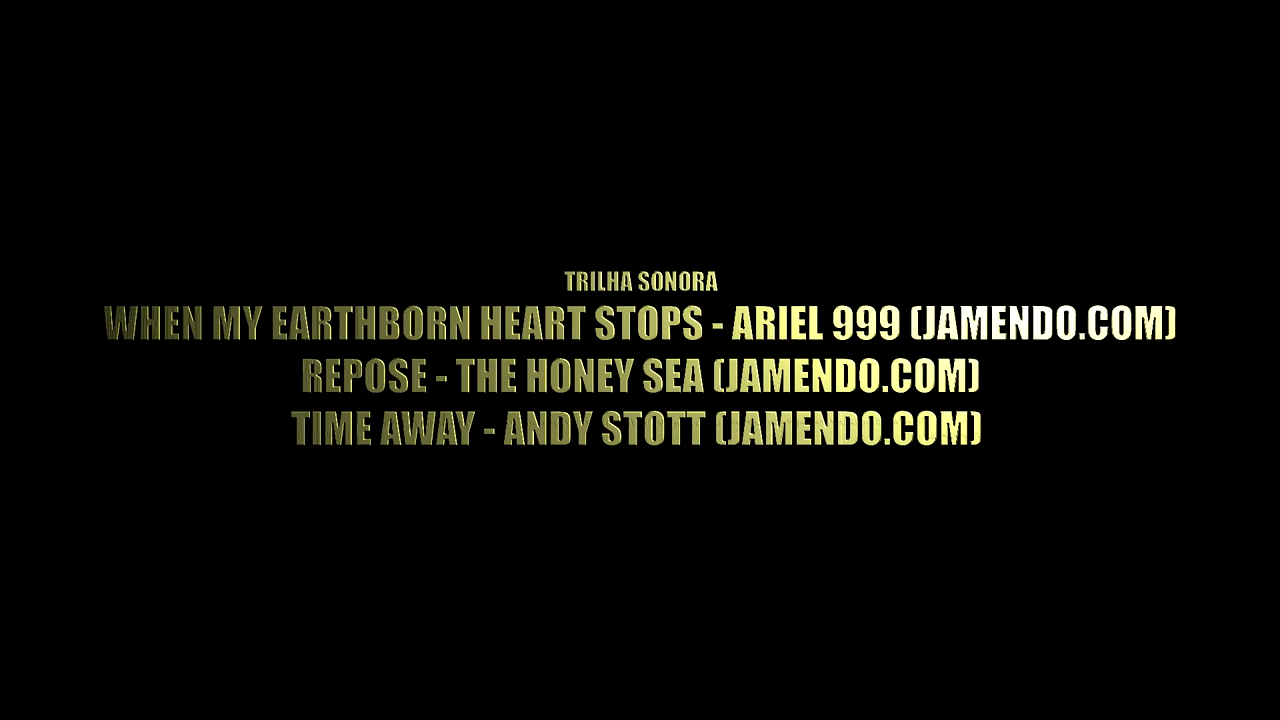 TRILHA SONORA
WHEN MY EARTHBORN HEART STOPS - ARIEL 999 (JAMENDO.COM)
REPOSE - THE HONEY SEA (JAMENDO.COM)
TIME AWAY - ANDY STOTT (JAMENDO.COM)